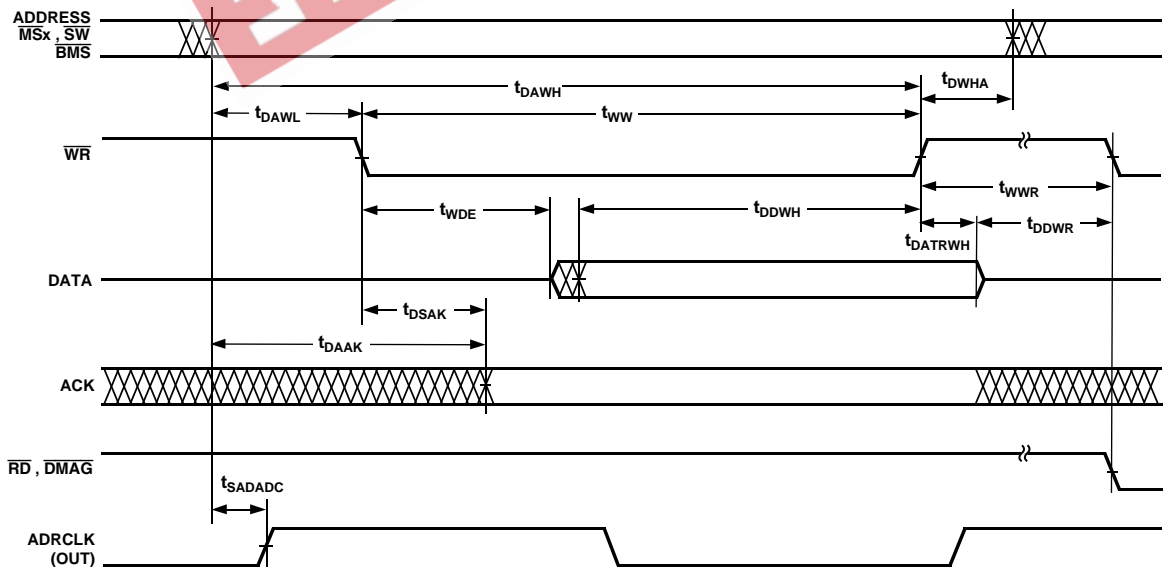 ADDRESS
MSx , SW
BMS
tDAWH
tDWHA
tDAWL
tWW
WR
tWWR
tWDE
tDDWH
tDATRWH
tDDWR
DATA
tDSAK
tDAAK
ACK
RD , DMAG
tSADADC
ADRCLK
(OUT)